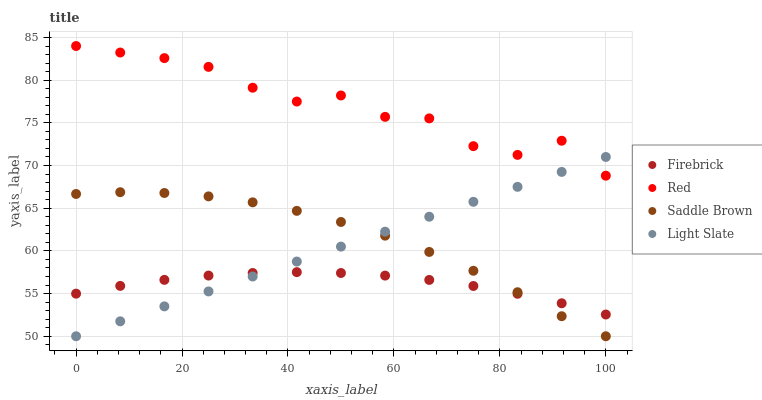 title
85
80
75
70
65
60
55
50
yaxis_label
0 20 40 60 80 100
xaxis_label
Firebrick
Red
Saddle Brown
Light Slate